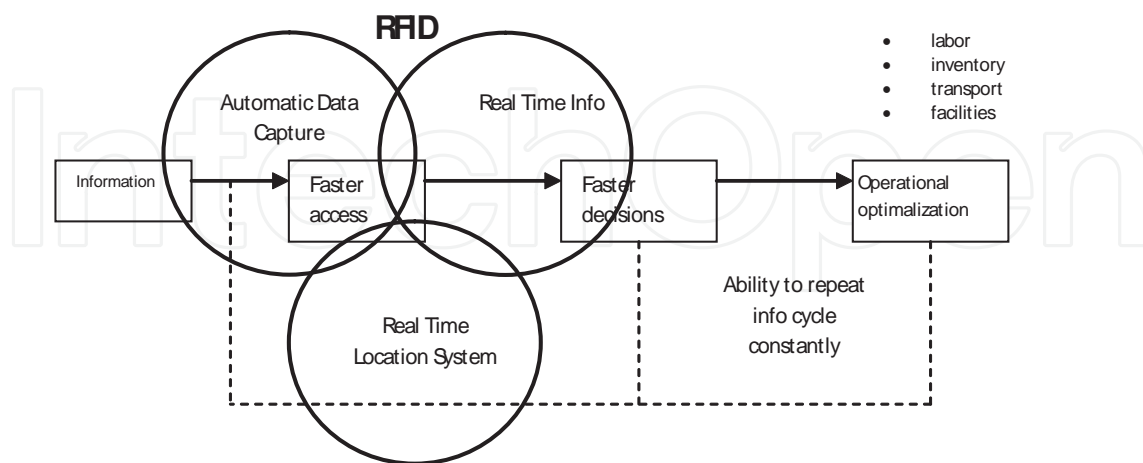 RFID
Automatic Data
Capture
Real Time Info
• labor
• inventory
• transport
• facilities
Information
Faster
access
Faster
decisions
Operational
optimalization
Real Time
Location System
Ability to repeat
info cycle
constantly
IntechOpen